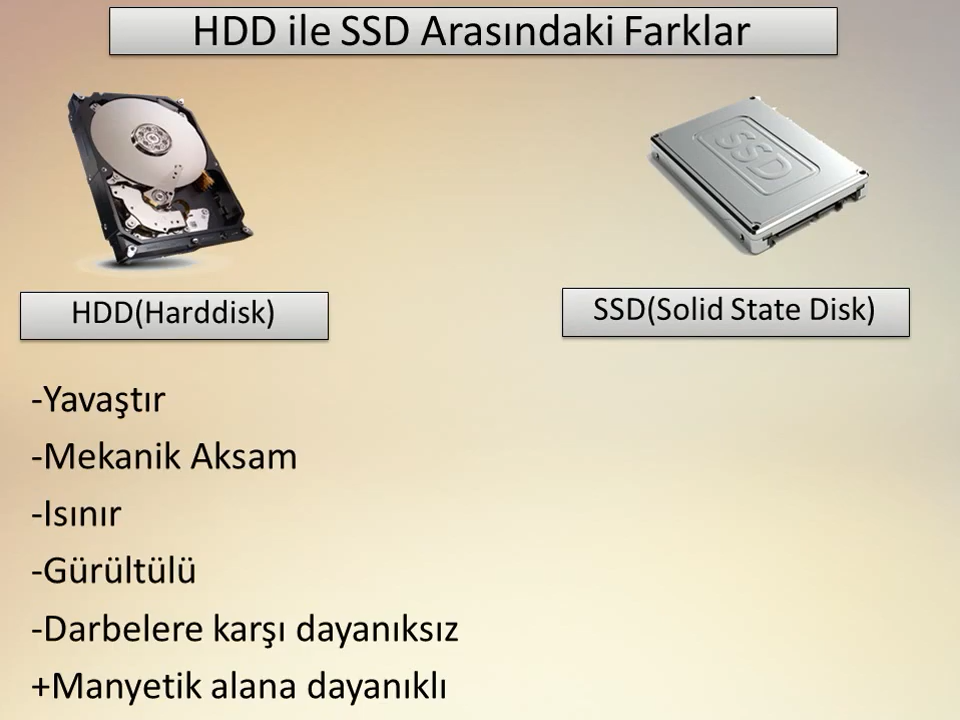 HDD ile SSD Arasındaki Farklar
SSD
HDD(Harddisk)
SSD(Solid State Disk)
-Yavaştır
-Mekanik Aksam
-Isınır
-Gürültülü
-Darbelere karşı dayanıksız
+Manyetik alana dayanıklı